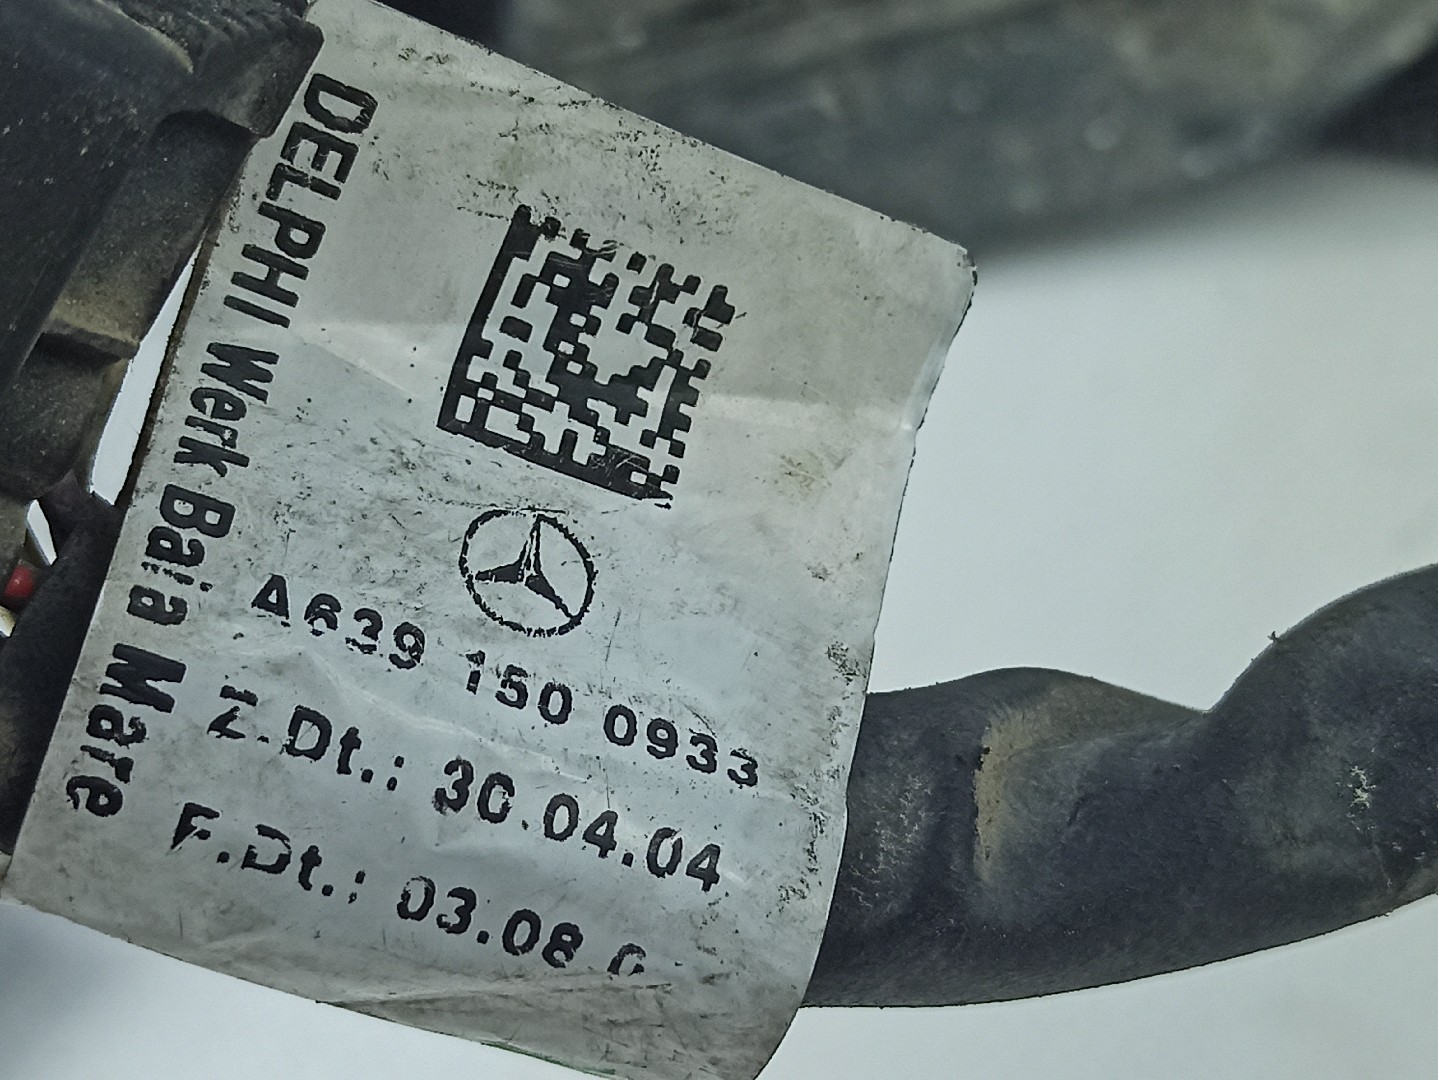 DELPHI Werk Baia Mare
A639 150 0933
Z.Dt.: 30.04.04
F.Dt.: 03.08